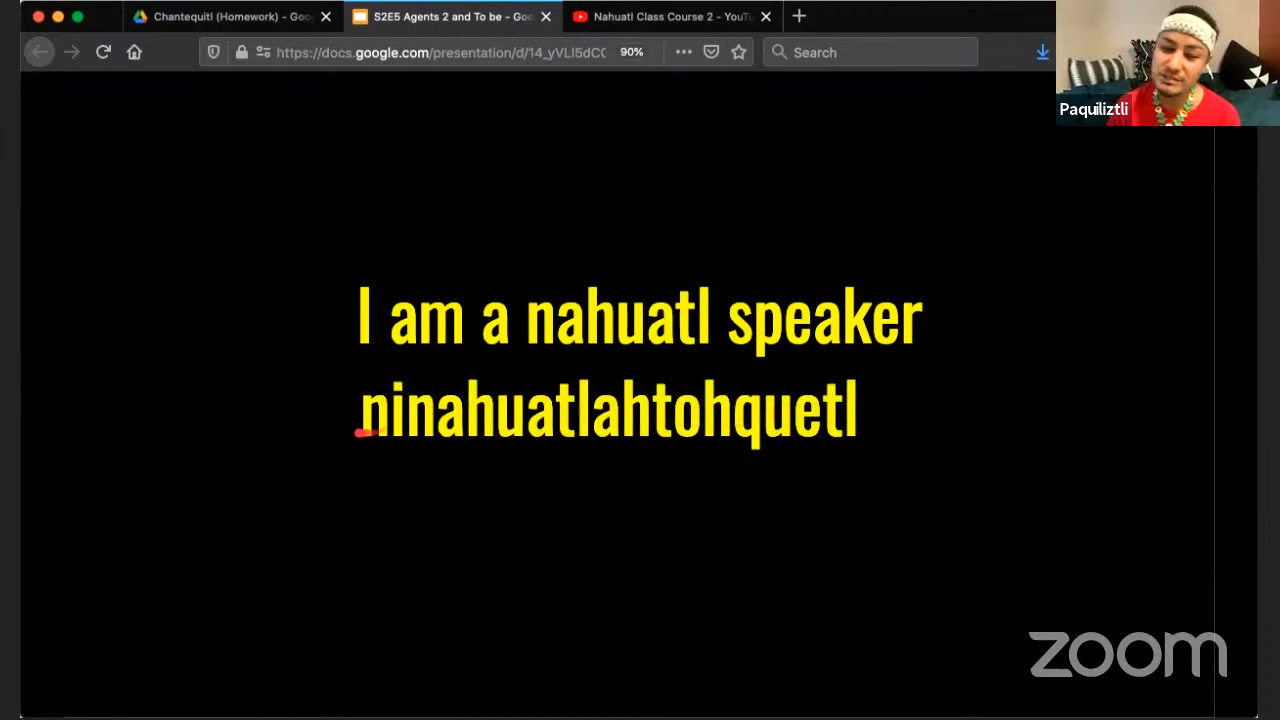 Chantequitl (Homework) - Goo
S2E5 Agents 2 and To be - Goo
Nahuatl Class Course 2 - YouTu
https://docs.google.com/presentation/d/14_yVLl5dC
90%
Search
Paquiliztli
I am a nahuatl speaker
ninahuatlahtohquetl
zoom